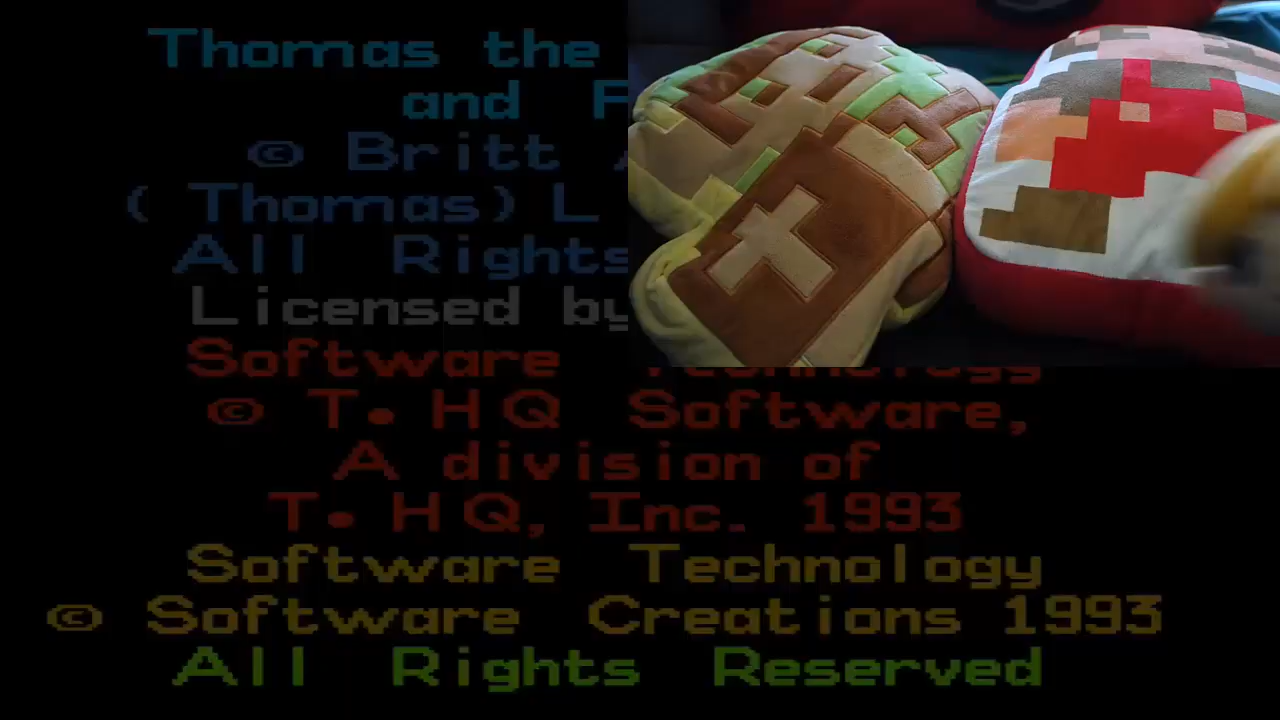 Thomas the
and
© Britt
(Thomas) L
All Rights
Licensed by
Software Technology
© T•HQ Software,
A division of
T•HQ, Inc. 1993
Software Technology
© Software Creations 1993
All Rights Reserved